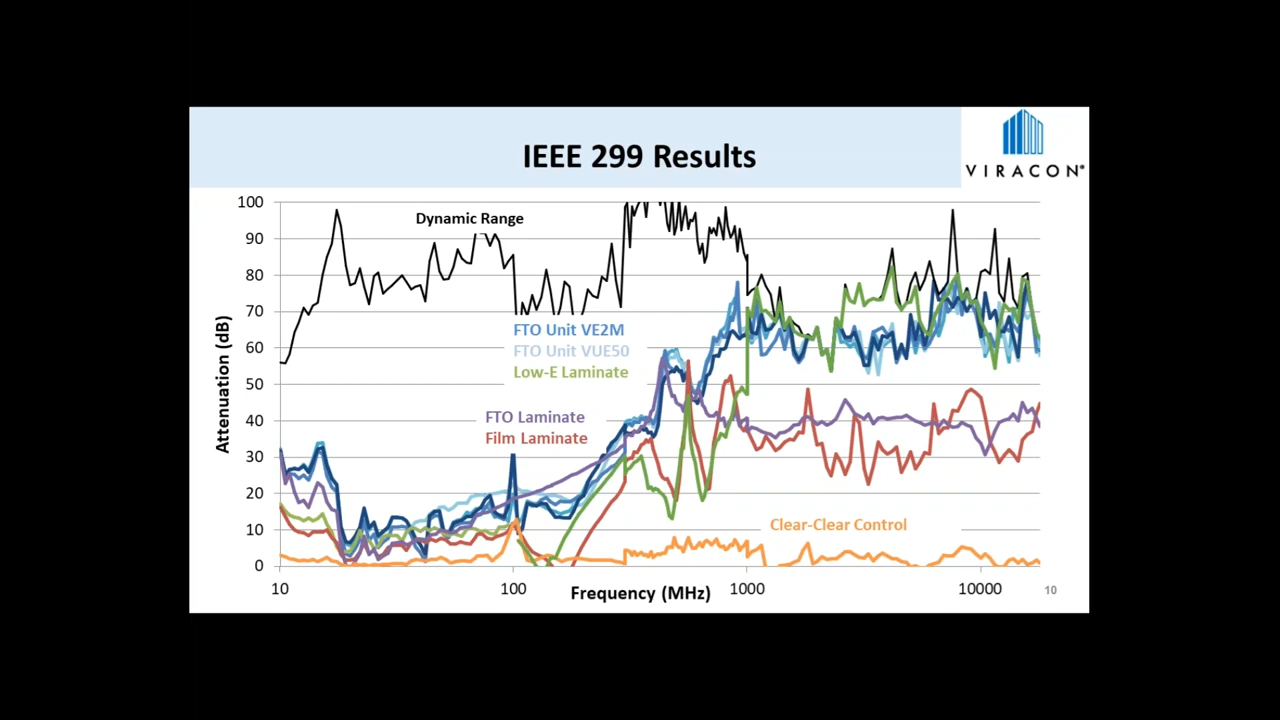 IEEE 299 Results
VIRACON®
Attenuation (dB)
100
90
80
70
60
50
40
30
20
10
0
Dynamic Range
FTO Unit VE2M
FTO Unit VUE50
Low-E Laminate
FTO Laminate
Film Laminate
Clear-Clear Control
10
100
1000
10000
Frequency (MHz)
10